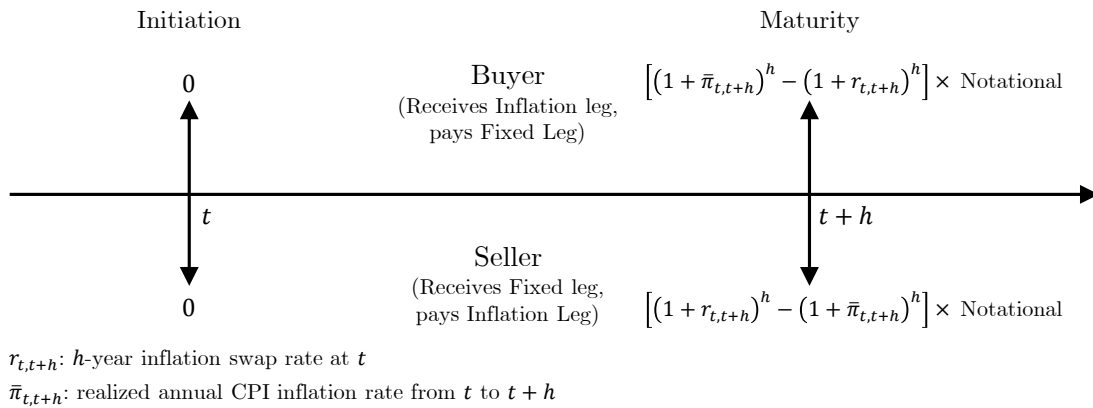 Initiation
Maturity
0
Buyer
(Receives Inflation leg,
pays Fixed Leg)
[(1 + π̄_{t,t+h})^h − (1 + r_{t,t+h})^h] × Notational
t
t + h
0
Seller
(Receives Fixed leg,
pays Inflation Leg)
[(1 + r_{t,t+h})^h − (1 + π̄_{t,t+h})^h] × Notational
r_{t,t+h}: h-year inflation swap rate at t
π̄_{t,t+h}: realized annual CPI inflation rate from t to t + h